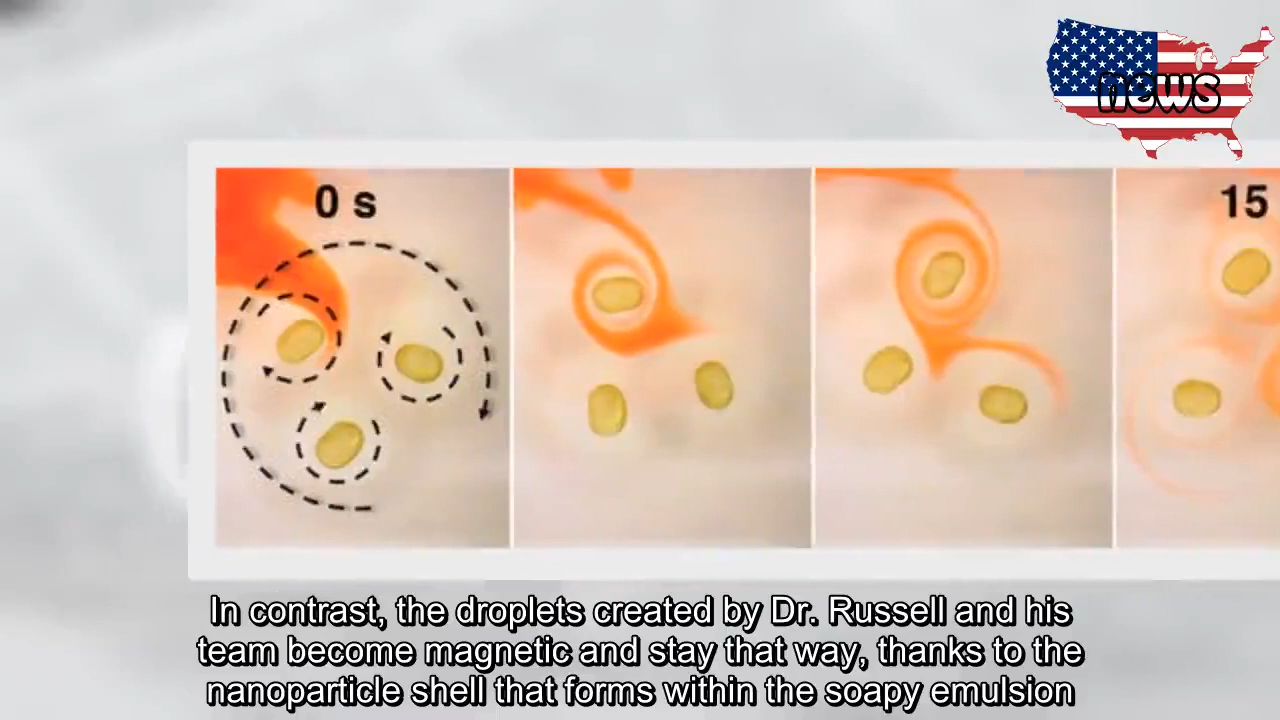 news
0 s
15
In contrast, the droplets created by Dr. Russell and his
team become magnetic and stay that way, thanks to the
nanoparticle shell that forms within the soapy emulsion